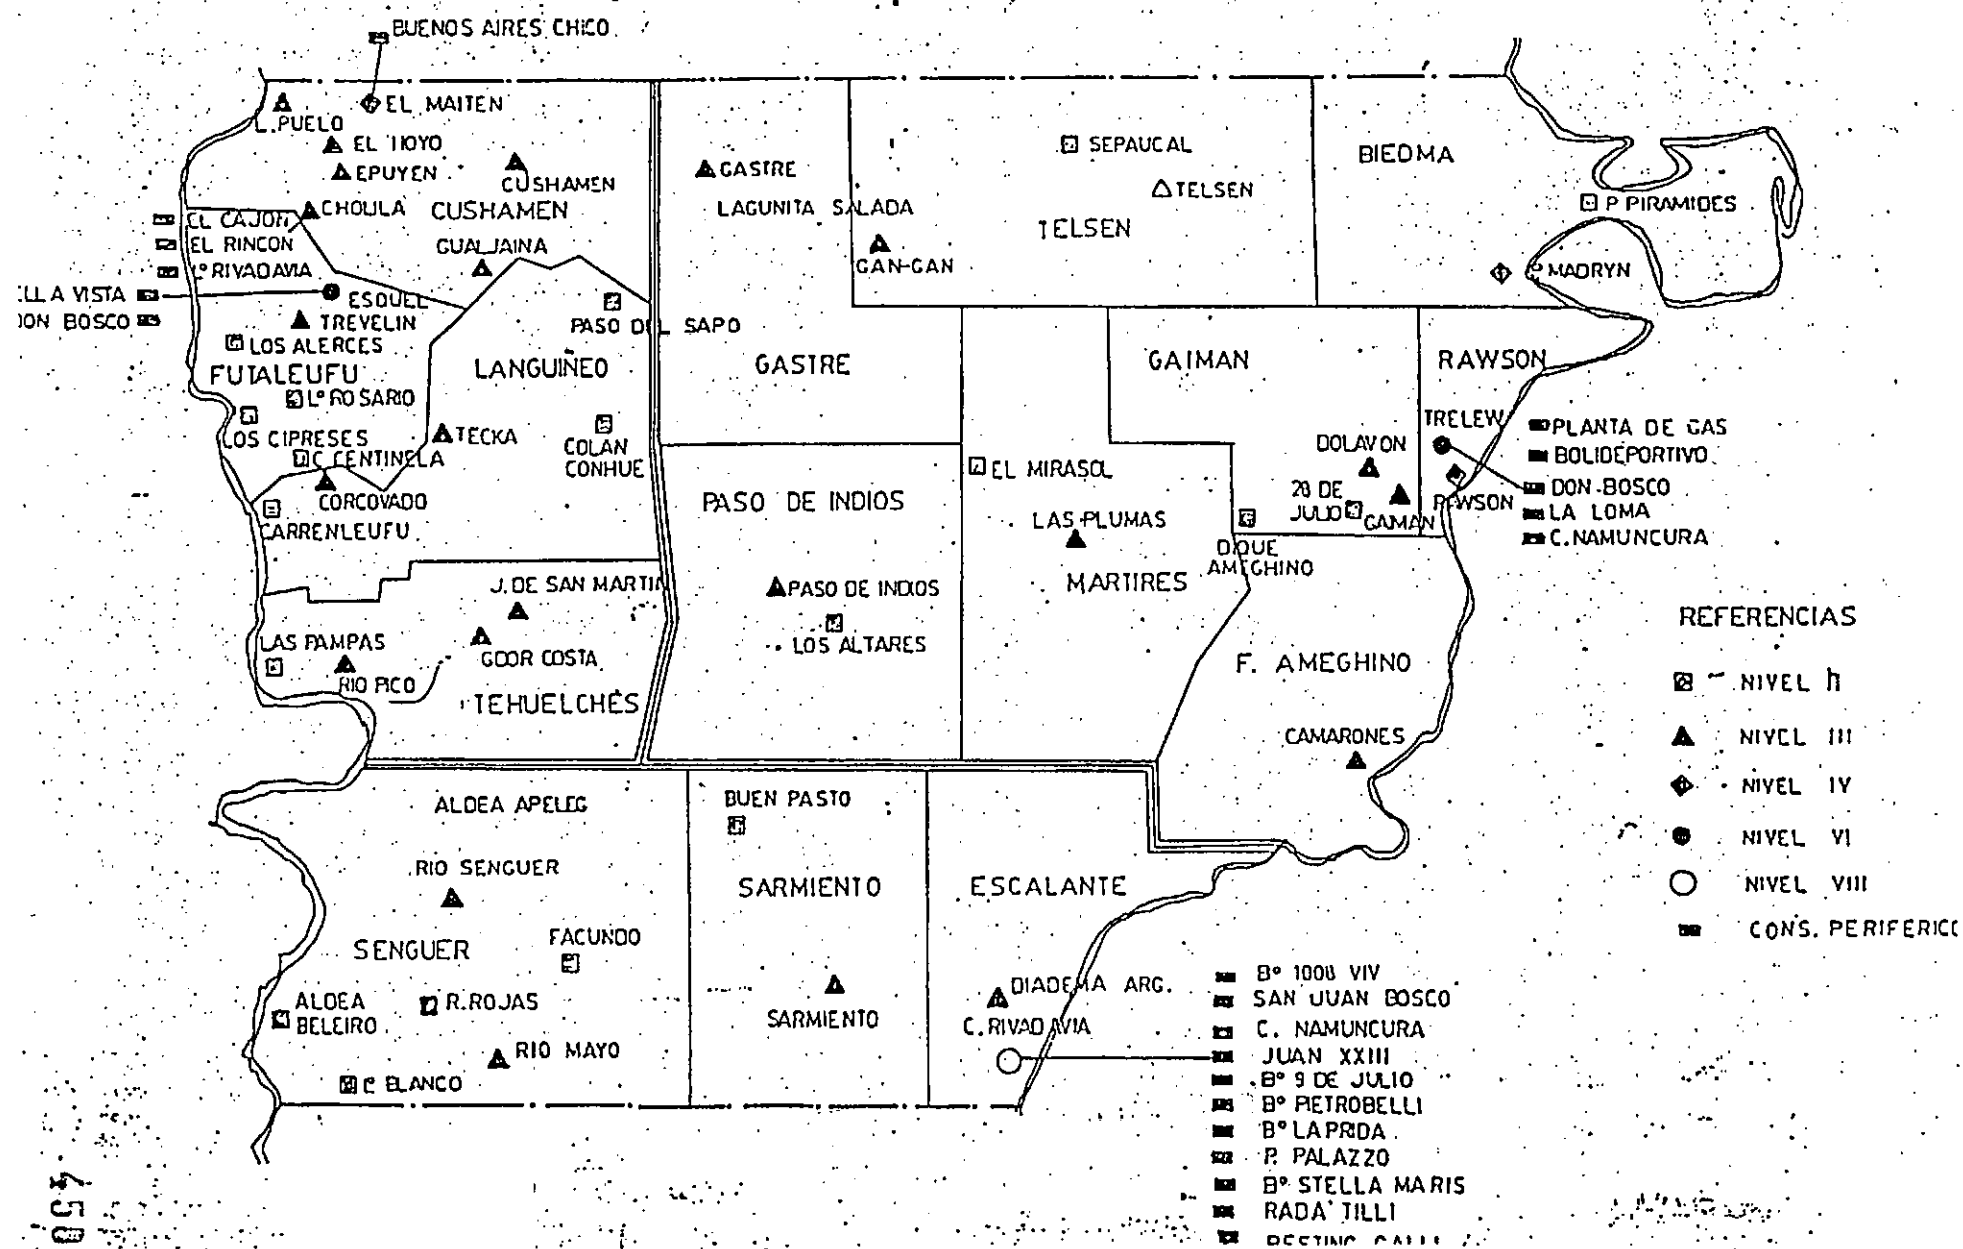 BUENOS AIRES CHICO
EL MAITEN
L. PUELO
EL HOYO
EPUYEN
CUSHAMEN
CHOLILA
CUSHAMEN
EL CAJON
EL RINCON
Lº RIVADAVIA
GUALJAINA
VISTA
DON BOSCO
ESQUEL
TREVELIN
LOS ALERCES
FUTALEUFU
Lº ROSARIO
LOS CIPRESES
C. CENTINELA
CORCOVADO
CARRENLEUFU
PASO DEL SAPO
LANGUIÑEO
TECKA
COLAN
CONHUE
J. DE SAN MARTIN
LAS PAMPAS
RIO PICO
GOOR COSTA
TEHUELCHES
GASTRE
LAGUNITA SALADA
GAN-GAN
SEPAUCAL
TELSEN
TELSEN
BIEDMA
P. PIRAMIDES
P. MADRYN
GASTRE
GAIMAN
RAWSON
TRELEW
DOLAVON
28 DE
JULIO
GAIMAN
RAWSON
PLANTA DE GAS
BOLIDEPORTIVO
DON BOSCO
LA LOMA
C. NAMUNCURA
PASO DE INDIOS
EL MIRASOL
LAS PLUMAS
DIQUE
AMEGHINO
MARTIRES
PASO DE INDIOS
LOS ALTARES
F. AMEGHINO
CAMARONES
REFERENCIAS
NIVEL III
NIVEL IV
NIVEL VI
NIVEL VIII
CONS. PERIFERICO
ALDEA APELEG
RIO SENGUER
SENGUER
FACUNDO
ALDEA
BELEIRO
R. ROJAS
RIO MAYO
BLANCO
BUEN PASTO
SARMIENTO
SARMIENTO
ESCALANTE
DIADEMA ARG.
C. RIVADAVIA
Bº 1008 VIV
SAN JUAN BOSCO
C. NAMUNCURA
JUAN XXIII
Bº 9 DE JULIO
Bº PIETROBELLI
Bº LAPRIDA
P. PALAZZO
Bº STELLA MARIS
RADA TILLI
450